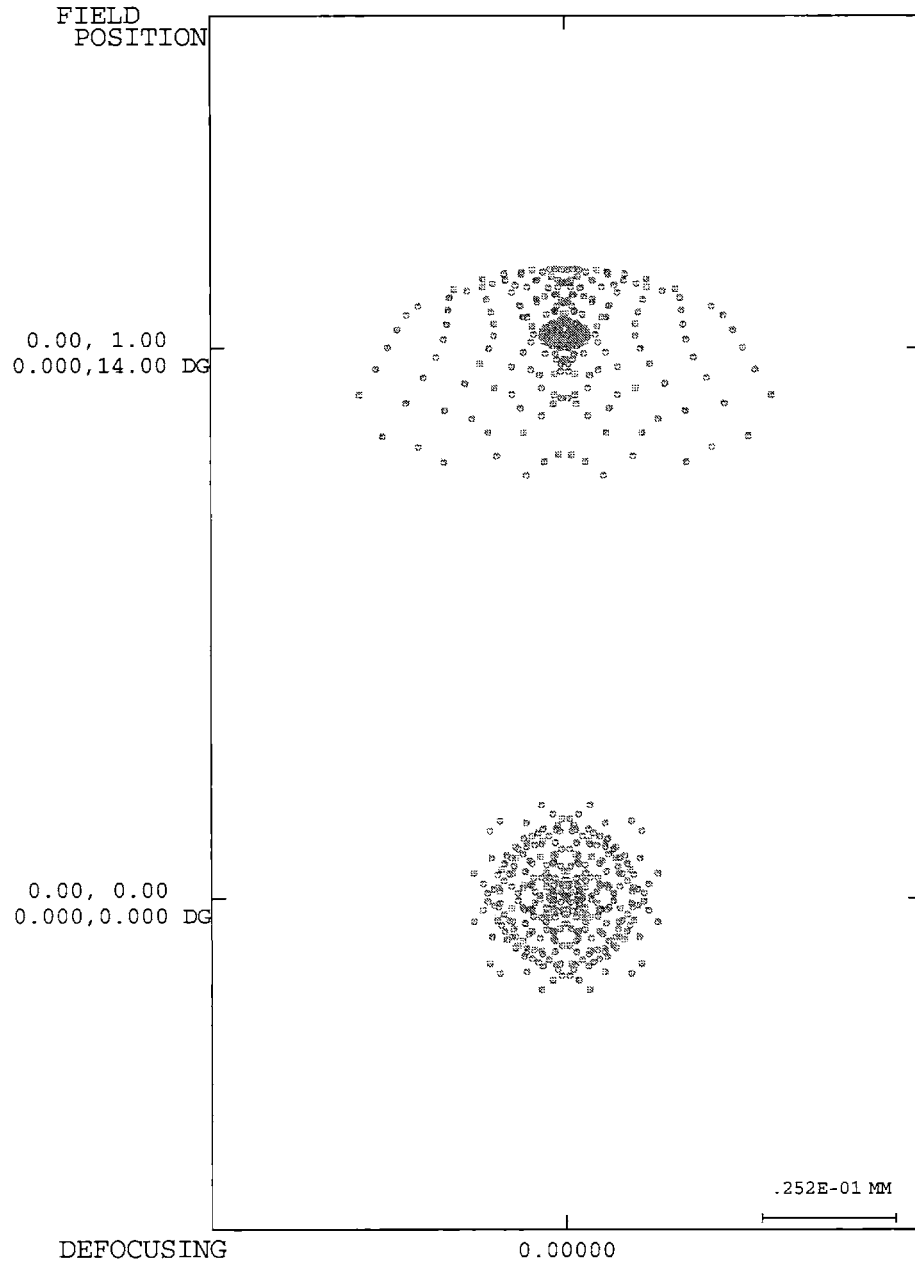 FIELD
POSITION
0.00, 1.00
0.000,14.00 DG
0.00, 0.00
0.000,0.000 DG
.252E-01 MM
DEFOCUSING 0.00000